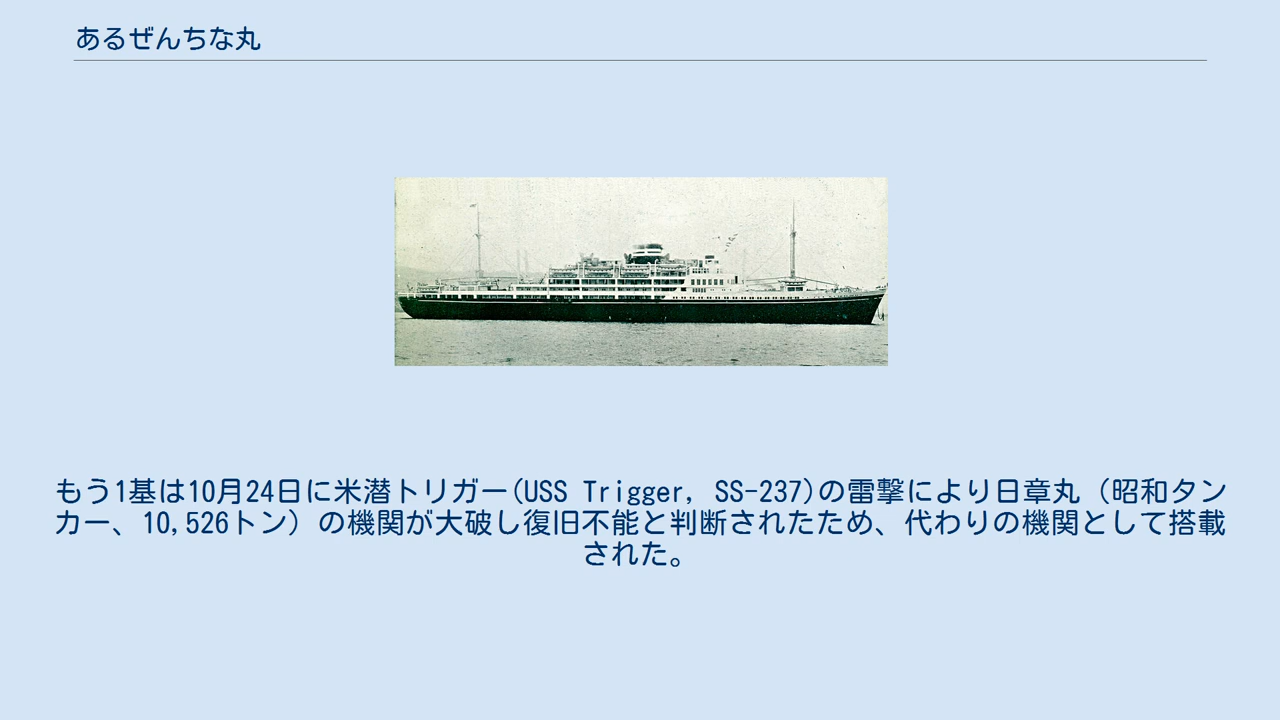 あるぜんちな丸
もう1基は10月24日に米潜トリガー(USS Trigger, SS-237)の雷撃により日章丸（昭和タン
カー、10,526トン）の機関が大破し復旧不能と判断されたため、代わりの機関として搭載
された。